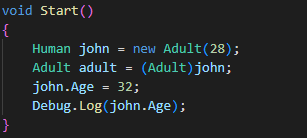 void Start()
{
    Human john = new Adult(28);
    Adult adult = (Adult)john;
    john.Age = 32;
    Debug.Log(john.Age);
}